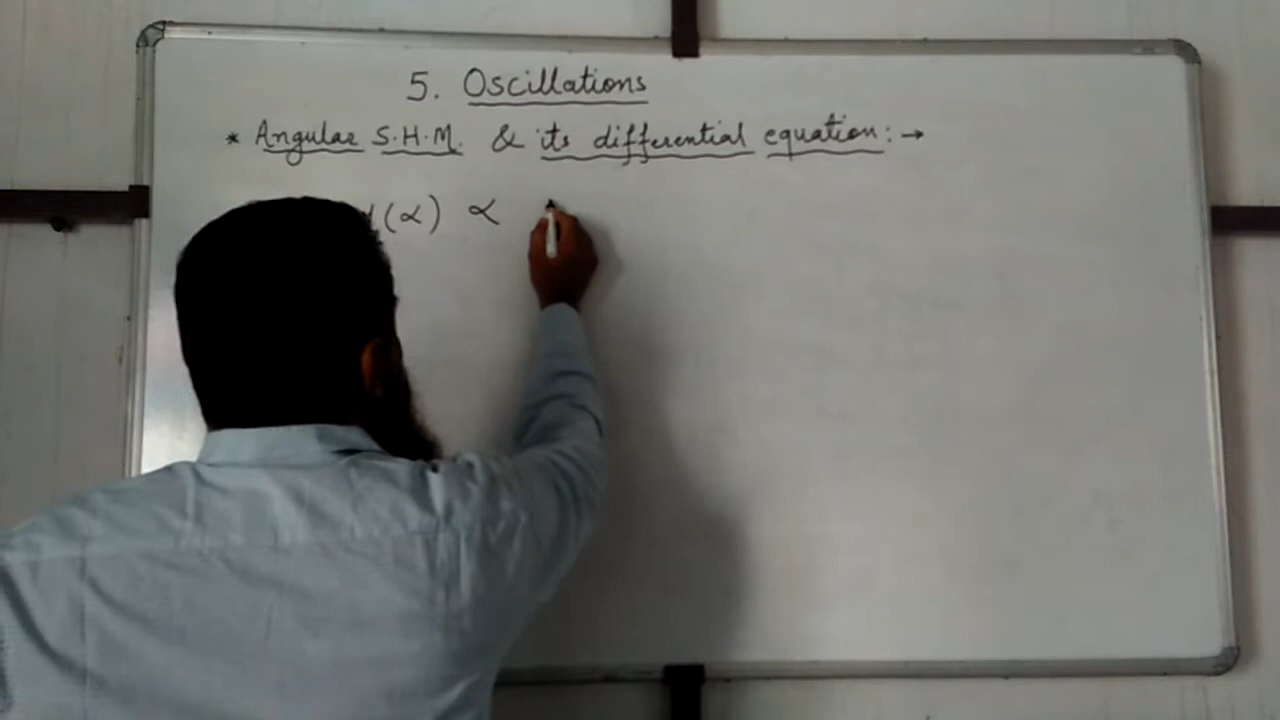 5. Oscillations
* Angular S.H.M. & its differential equation:→
(α) ∝